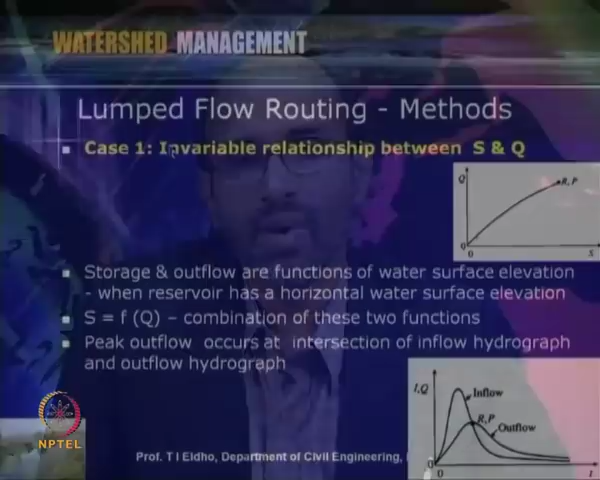 WATERSHED MANAGEMENT
Lumped Flow Routing - Methods
Case 1: Invariable relationship between S & Q
Q
R,P
0
0
S
Storage & outflow are functions of water surface elevation
- when reservoir has a horizontal water surface elevation
S = f (Q) – combination of these two functions
Peak outflow occurs at intersection of inflow hydrograph
and outflow hydrograph
I,Q
Inflow
R,P
Outflow
0
0
t
NPTEL
Prof. T I Eldho, Department of Civil Engineering,